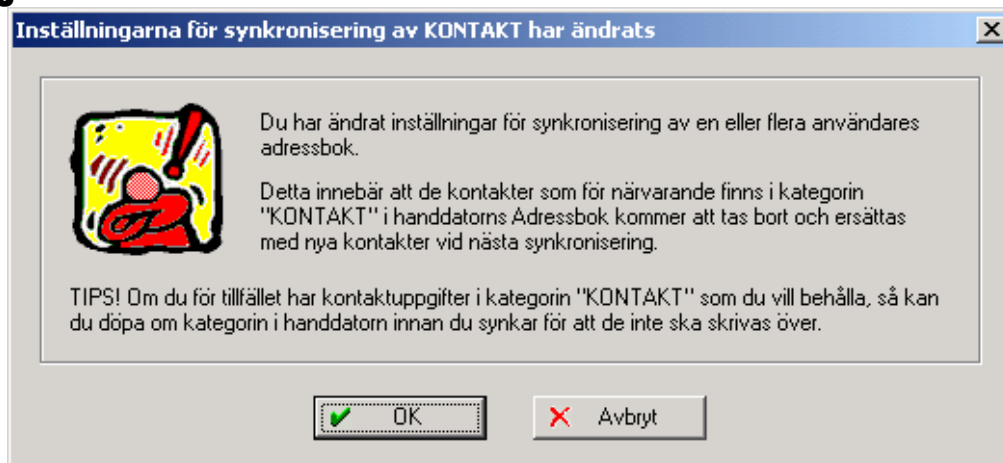 Inställningarna för synkronisering av KONTAKT har ändrats
Du har ändrat inställingar för synkronisering av en eller flera användares
adressbok.
Detta innebär att de kontakter som för närvarande finns i kategorin
"KONTAKT" i handdatorns Adressbok kommer att tas bort och ersättas
med nya kontakter vid nästa synkronisering.
TIPS! Om du för tillfället har kontaktuppgifter i kategorin "KONTAKT" som du vill behålla, så kan
du döpa om kategorin i handdatorn innan du synkar för att de inte ska skrivas över.
OK
Avbryt